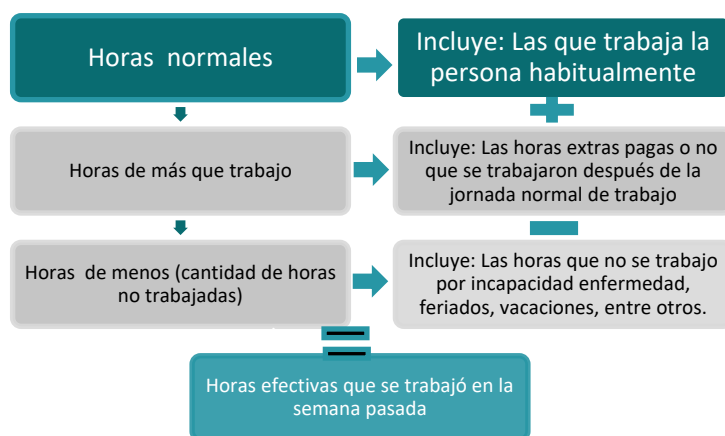 Horas normales
Incluye: Las que trabaja la
persona habitualmente
Horas de más que trabajo
Incluye: Las horas extras pagas o no
que se trabajaron después de la
jornada normal de trabajo
Horas de menos (cantidad de horas
no trabajadas)
Incluye: Las horas que no se trabajo
por incapacidad enfermedad,
feriados, vacaciones, entre otros.
Horas efectivas que se trabajó en la
semana pasada